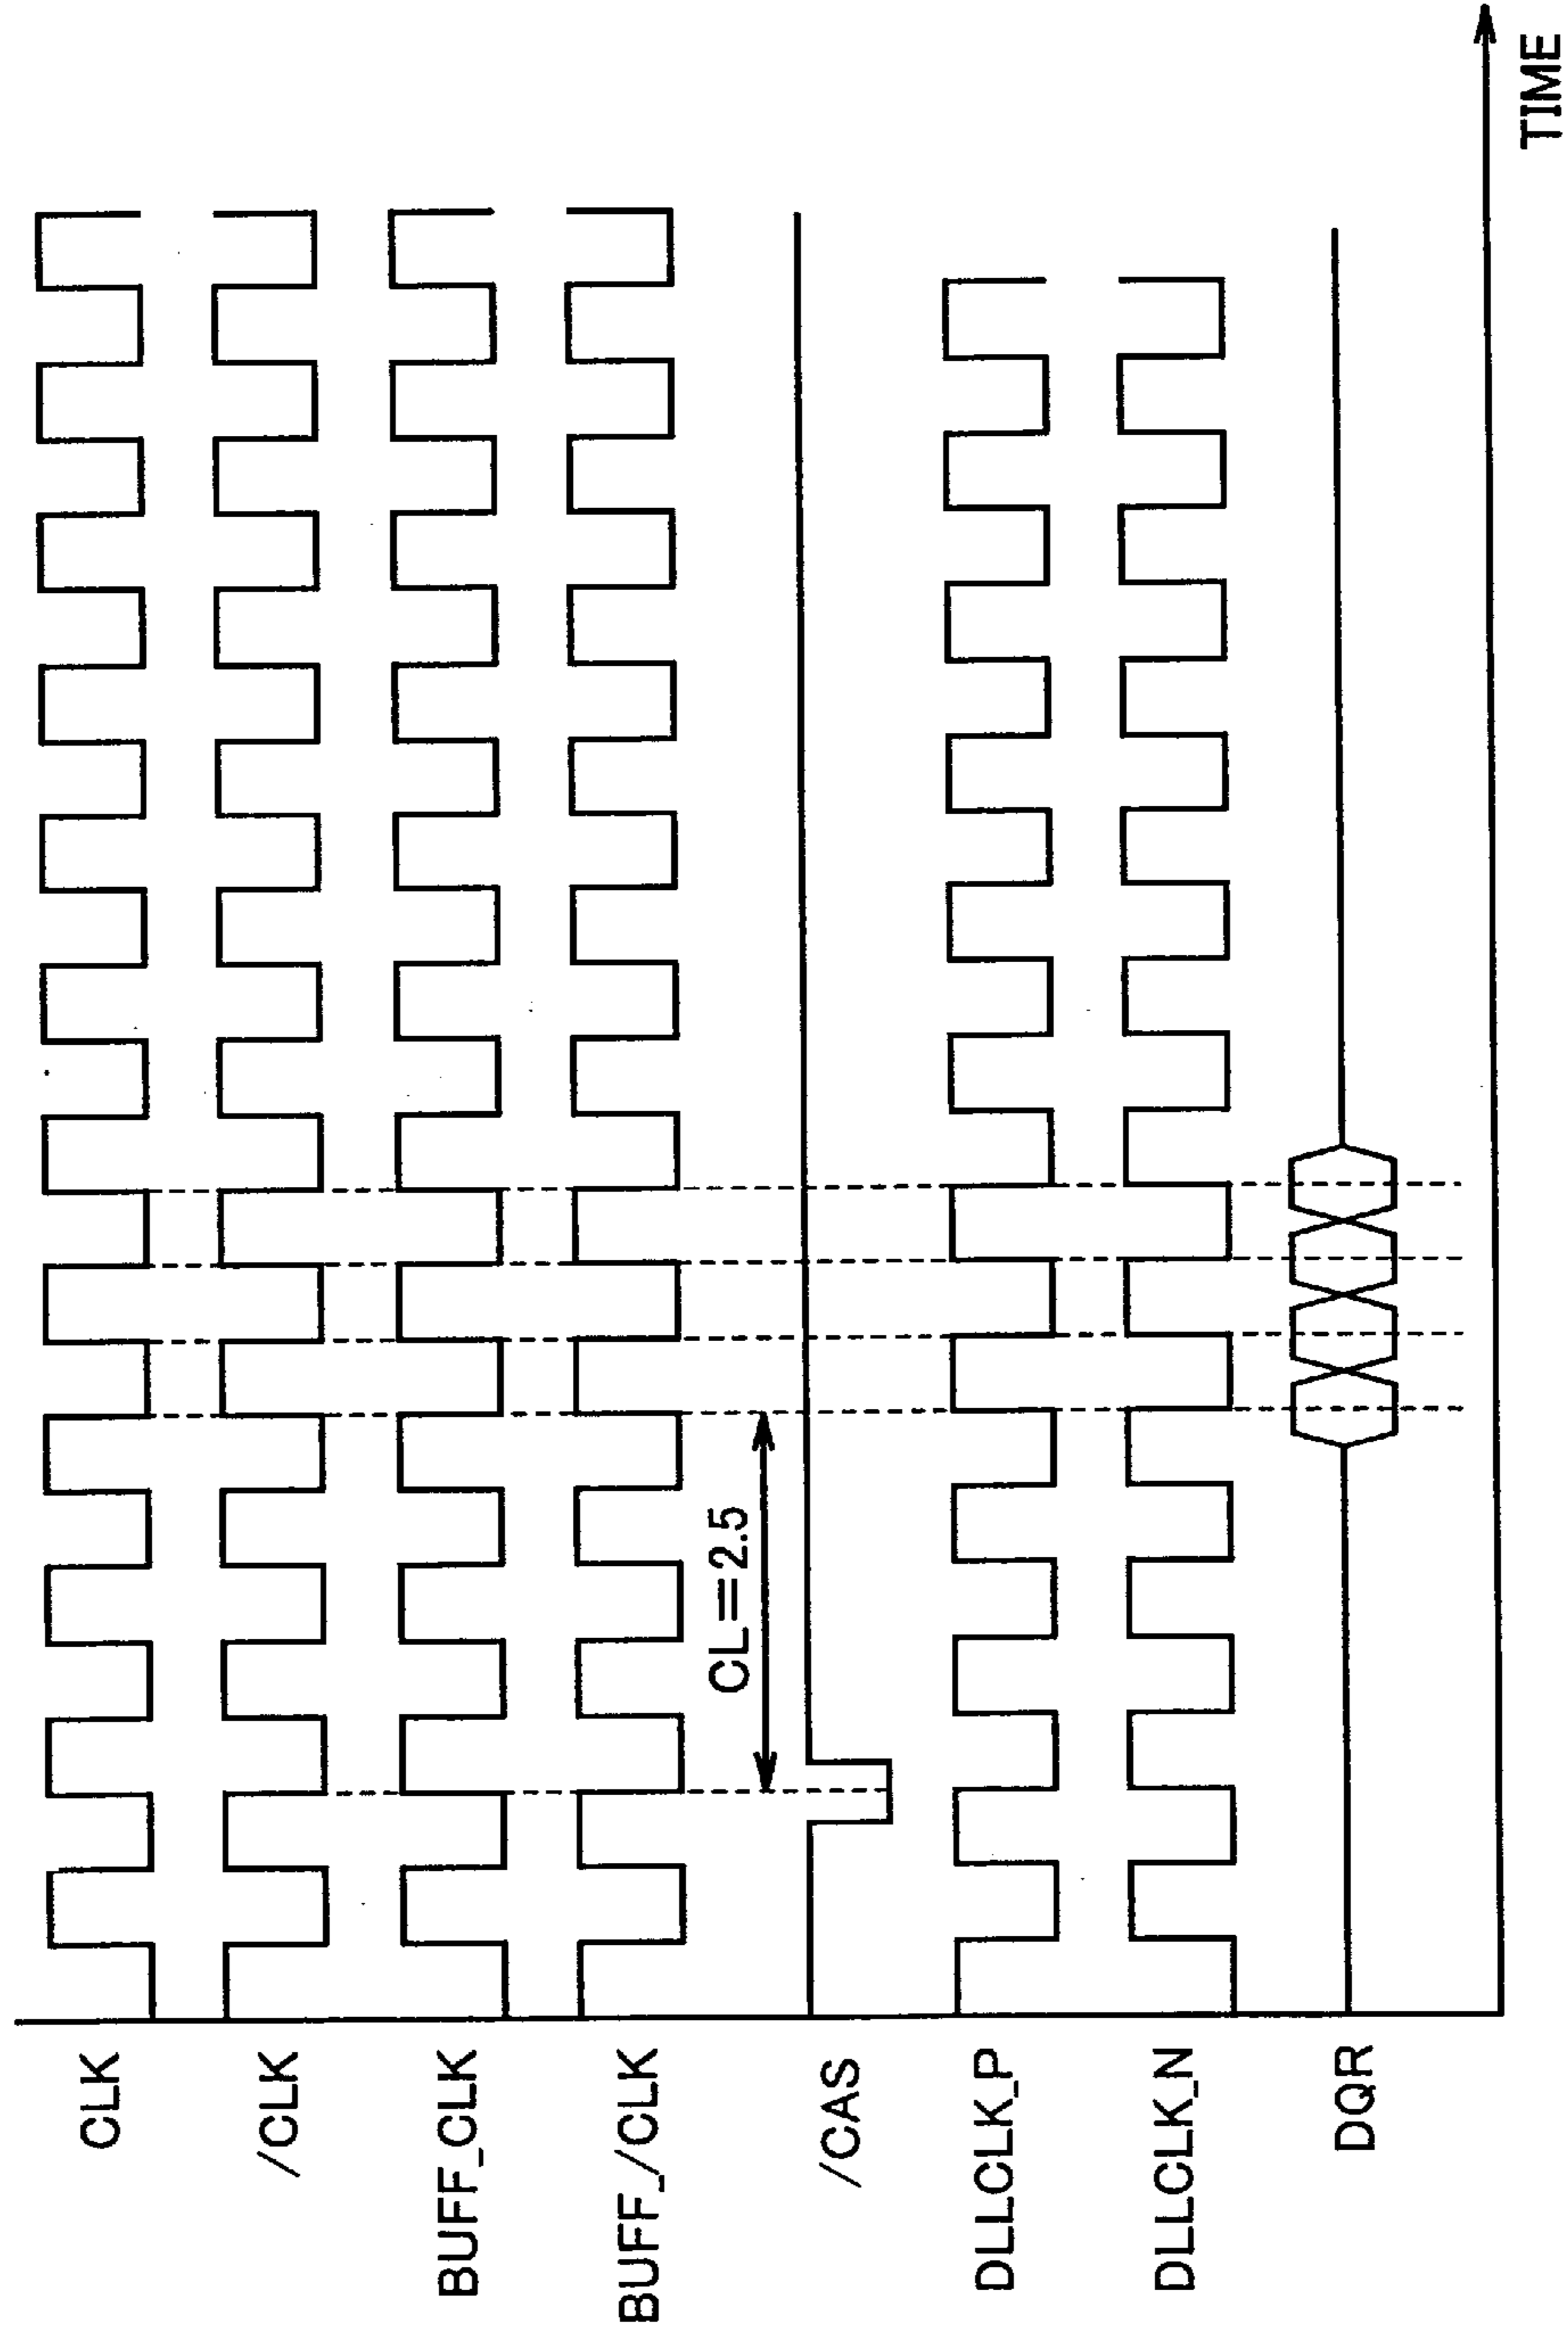 CLK
/CLK
BUFF_CLK
BUFF_/CLK
CL=2.5
/CAS
DLLCLK_P
DLLCLK_N
DQR
TIME